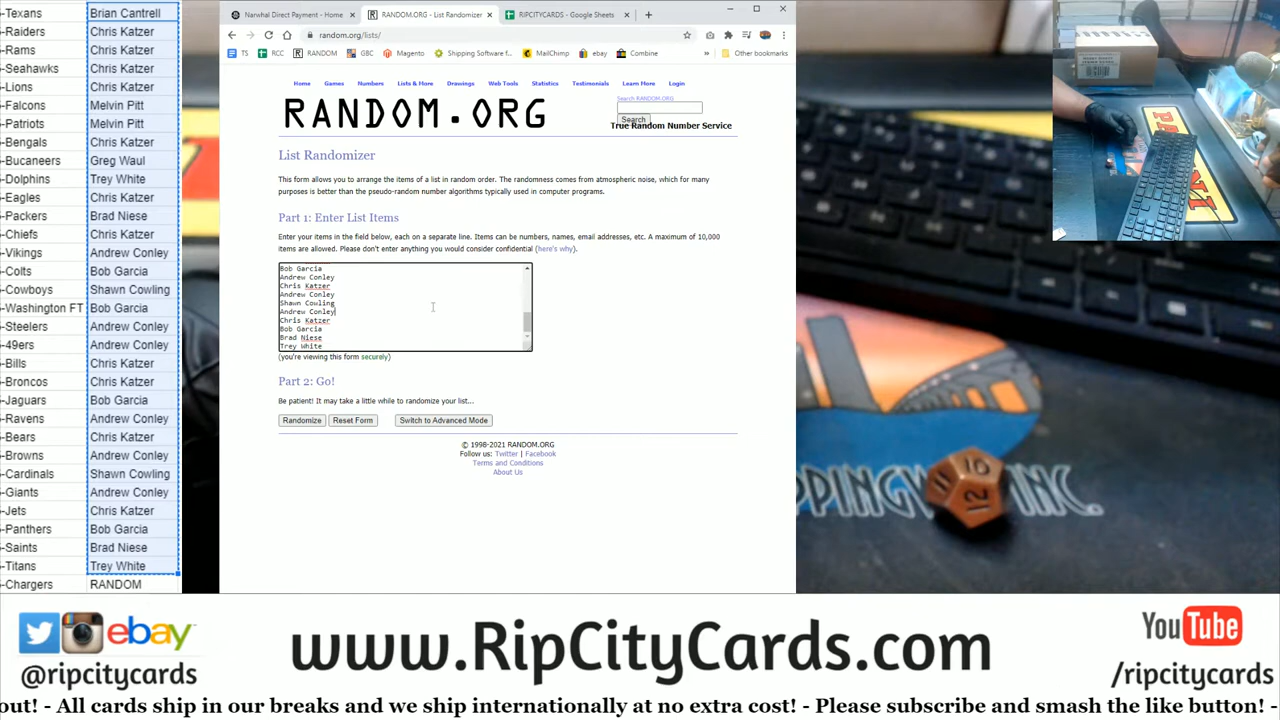 -Texans Brian Cantrell
-Raiders Chris Katzer
-Rams Chris Katzer
-Seahawks Chris Katzer
-Lions Chris Katzer
-Falcons Melvin Pitt
-Patriots Melvin Pitt
-Bengals Chris Katzer
-Bucaneers Greg Waul
-Dolphins Trey White
-Eagles Chris Katzer
-Packers Brad Niese
-Chiefs Chris Katzer
-Vikings Andrew Conley
-Colts Bob Garcia
-Cowboys Shawn Cowling
-Washington FT Bob Garcia
-Steelers Andrew Conley
-49ers Andrew Conley
-Bills Chris Katzer
-Broncos Chris Katzer
-Jaguars Bob Garcia
-Ravens Andrew Conley
-Bears Chris Katzer
-Browns Andrew Conley
-Cardinals Shawn Cowling
-Giants Andrew Conley
-Jets Chris Katzer
-Panthers Bob Garcia
-Saints Brad Niese
-Titans Trey White
-Chargers RANDOM
Narwhal Direct Payment - Home
RANDOM.ORG - List Randomizer
RIPCITYCARDS - Google Sheets
random.org/lists/
TS RCC RANDOM GBC Magento Shipping Software f... MailChimp ebay Combine » Other bookmarks
Home Games Numbers Lists & More Drawings Web Tools Statistics Testimonials Learn More Login
RANDOM.ORG
Search RANDOM.ORG
Search
True Random Number Service
List Randomizer
This form allows you to arrange the items of a list in random order. The randomness comes from atmospheric noise, which for many
purposes is better than the pseudo-random number algorithms typically used in computer programs.
Part 1: Enter List Items
Enter your items in the field below, each on a separate line. Items can be numbers, names, email addresses, etc. A maximum of 10,000
items are allowed. Please don't enter anything you would consider confidential (here's why).
Bob Garcia
Andrew Conley
Chris Katzer
Andrew Conley
Shawn Cowling
Andrew Conley
Chris Katzer
Bob Garcia
Brad Niese
Trey White
(you're viewing this form securely)
Part 2: Go!
Be patient! It may take a little while to randomize your list...
Randomize Reset Form Switch to Advanced Mode
© 1998-2021 RANDOM.ORG
Follow us: Twitter | Facebook
Terms and Conditions
About Us
PANI
PPING
INC.
11 10
12
ebay
@ripcitycards
www.RipCityCards.com
YouTube
/ripcitycards
out! - All cards ship in our breaks and we ship internationally at no extra cost! - Please subscribe and smash the like button! -